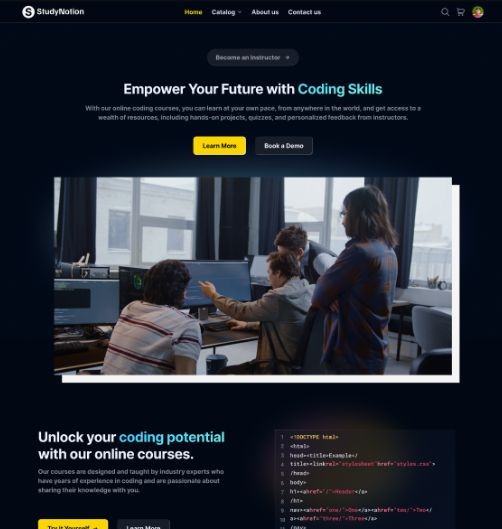 StudyNotion
Home Catalog About us Contact us
Become an Instructor
Empower Your Future with Coding Skills
With our online coding courses, you can learn at your own pace, from anywhere in the world, and get access to a
wealth of resources, including hands-on projects, quizzes, and personalized feedback from instructors.
Learn More Book a Demo
Unlock your coding potential
with our online courses.
Our courses are designed and taught by industry experts who
have years of experience in coding and are passionate about
sharing their knowledge with you.
Try it Yourself Learn More
1 <!DOCTYPE html>
2 <html>
3 head><title>Example</
4 title><linkrel="stylesheet"href="styles.css">
5 /head>
6 body>
7 h1><ahref="/">Header</a>
8 /h1>
9 nav><ahref="one/">One</a><ahref="two/">Two</
10 a><ahref="three/">Three</a>
/nav>